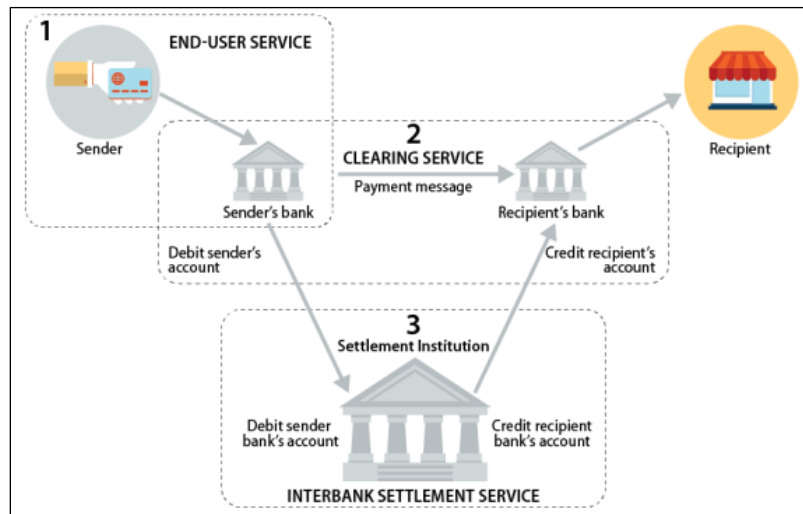 1
END-USER SERVICE
Sender
2
CLEARING SERVICE
Payment message
Recipient
Sender's bank
Recipient's bank
Debit sender's
account
Credit recipient's
account
3
Settlement Institution
Debit sender
bank's account
Credit recipient
bank's account
INTERBANK SETTLEMENT SERVICE